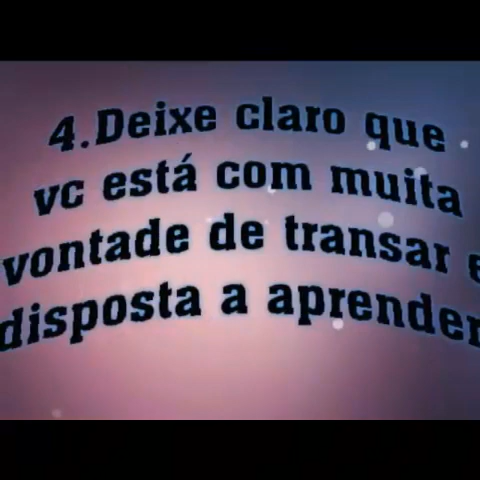 4.Deixe claro que
vc está com muita
vontade de transar e
disposta a aprender